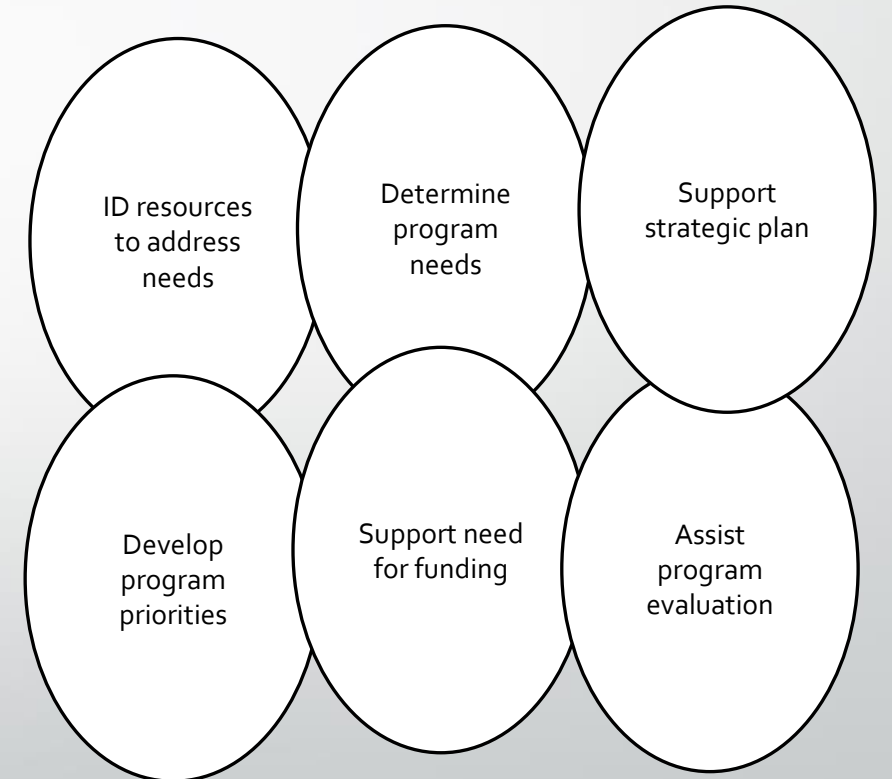 ID resources
to address
needs
Determine
program
needs
Support
strategic plan
Develop
program
priorities
Support need
for funding
Assist
program
evaluation